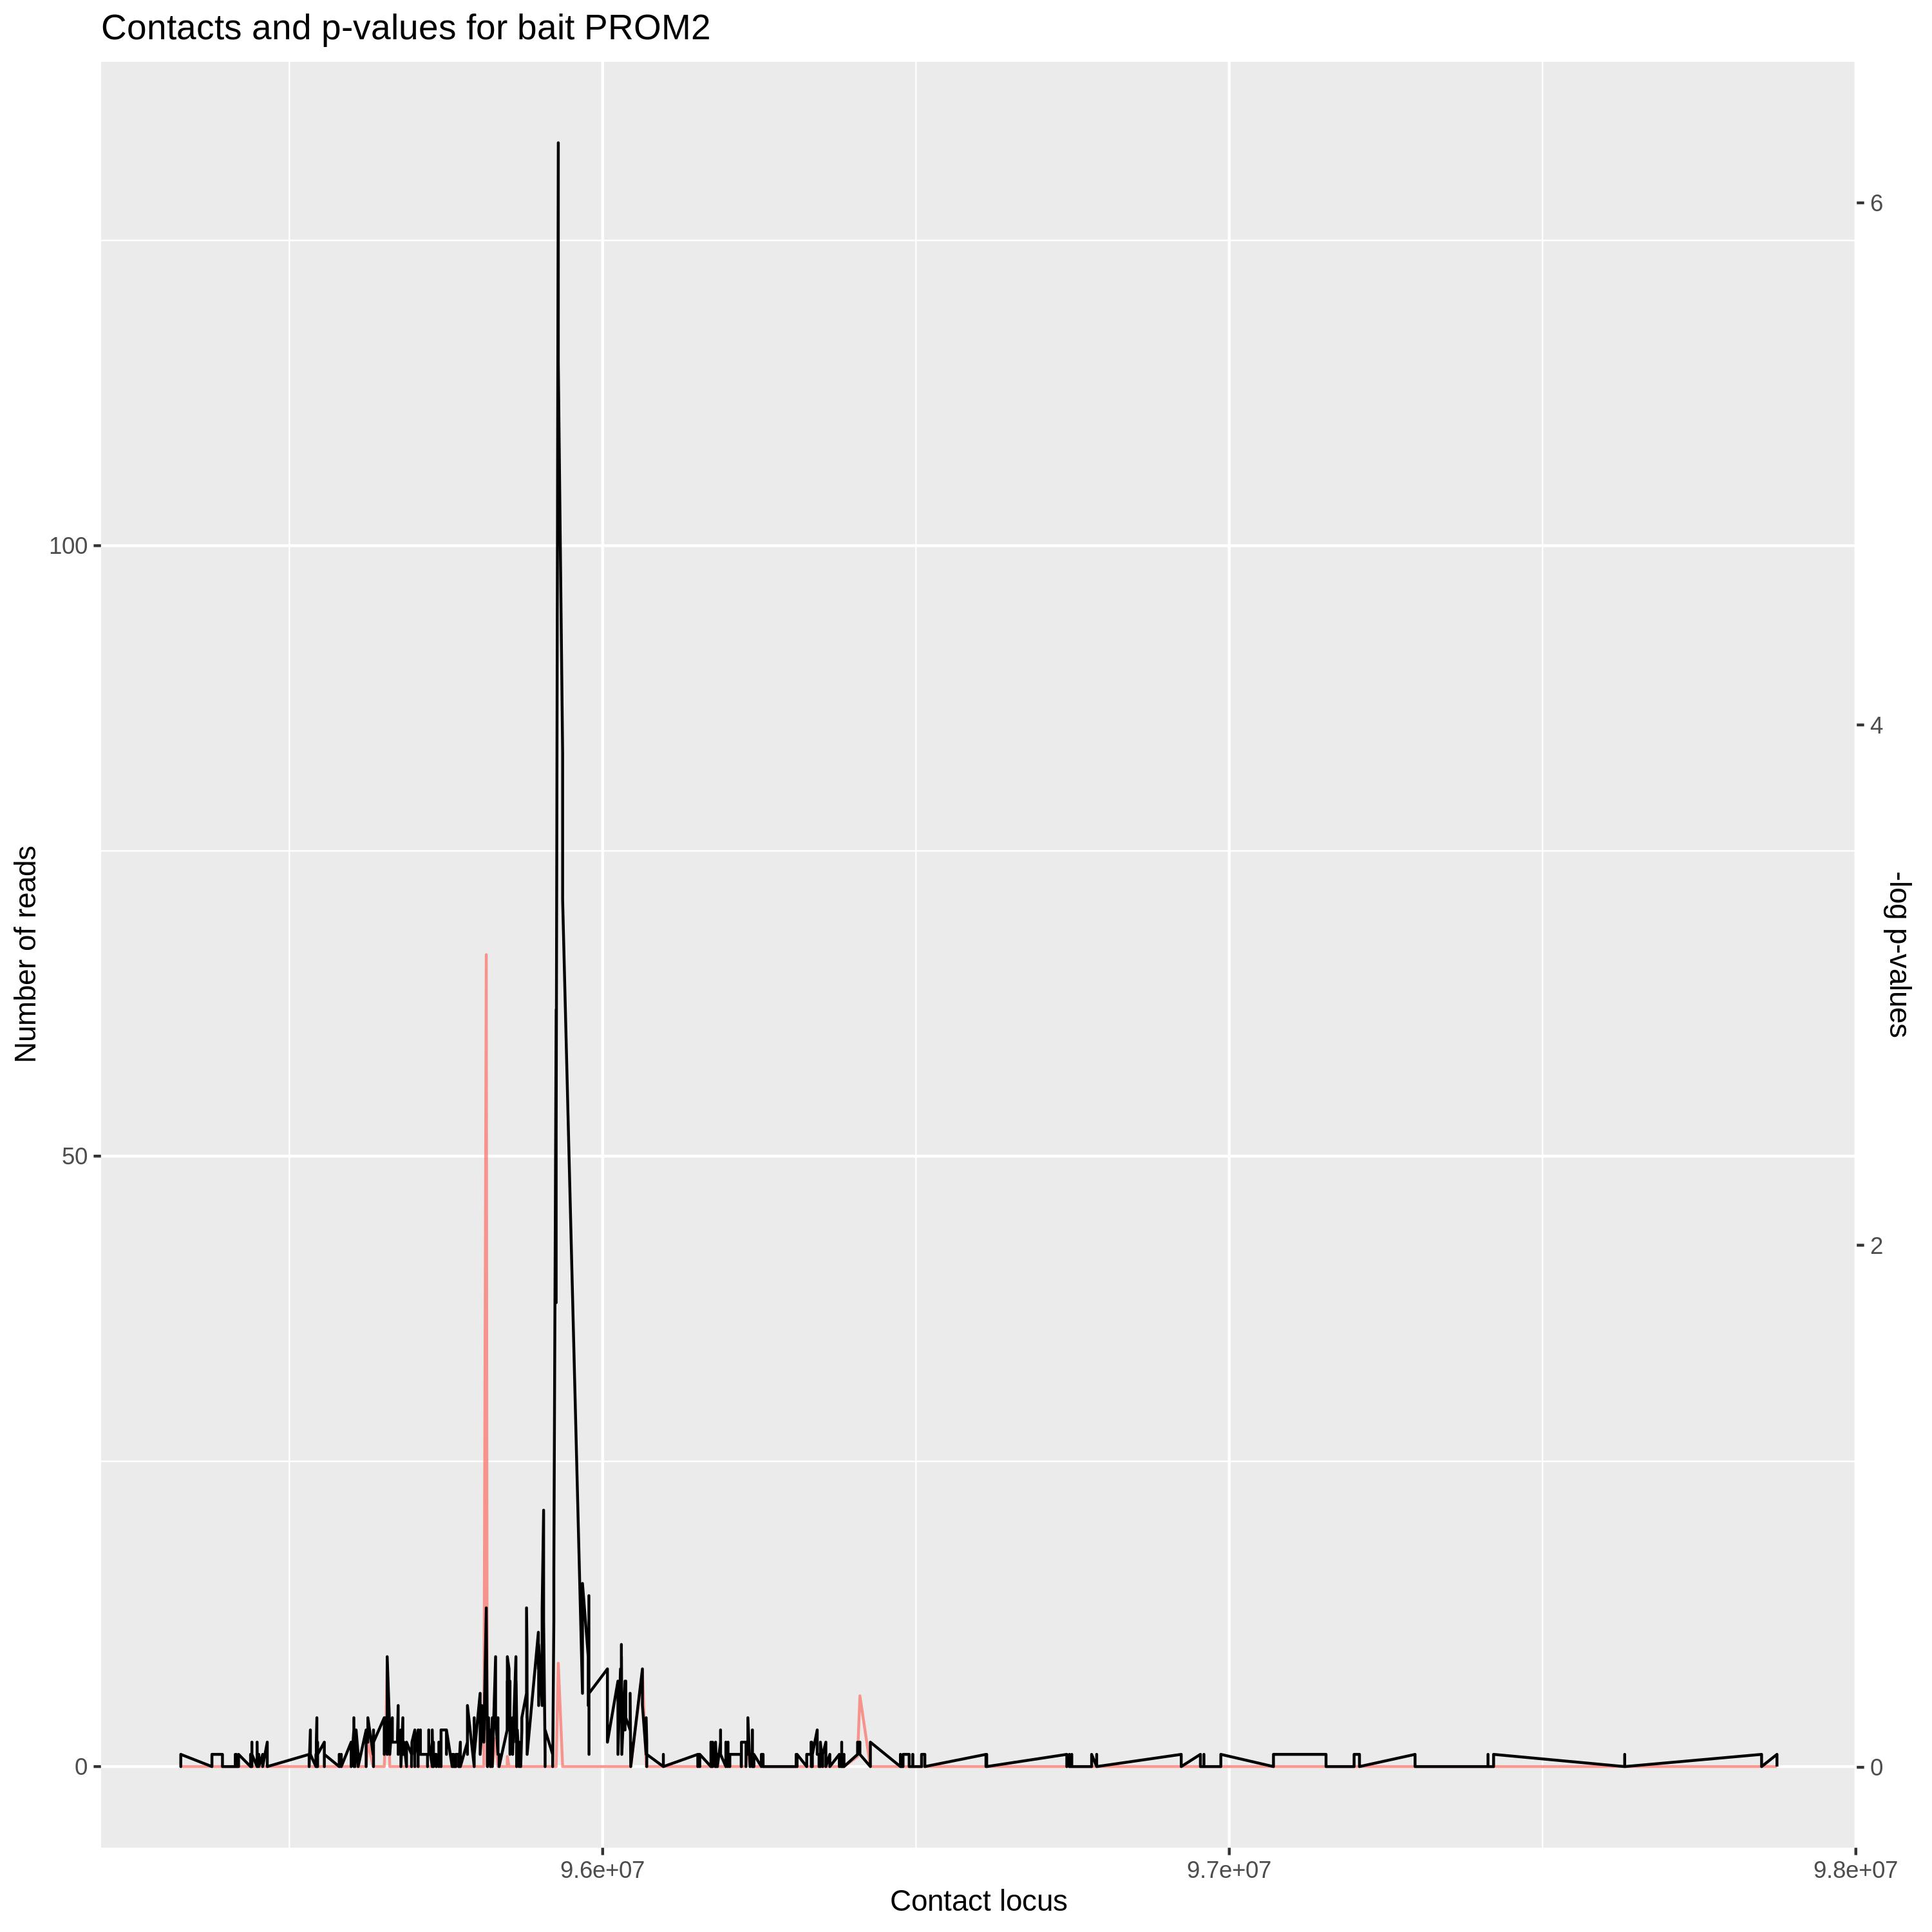 Contacts and p-values for bait PROM2
Number of reads
100
50
0
6
4
2
0
-log p-values
9.6e+07
9.7e+07
9.8e+07
Contact locus